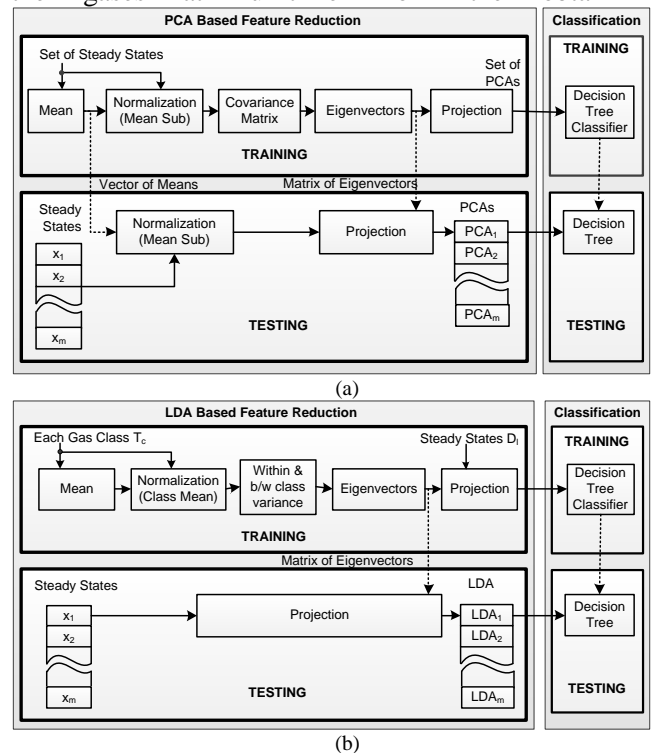 PCA Based Feature Reduction
Classification
Set of Steady States
Set of
PCAs
TRAINING
Mean
Normalization
(Mean Sub)
Covariance
Matrix
Eigenvectors
Projection
Decision
Tree
Classifier
TRAINING
Vector of Means
Matrix of Eigenvectors
Steady
States
Normalization
(Mean Sub)
Projection
PCAs
Decision
Tree
x1
x2
xm
PCA1
PCA2
PCAm
TESTING
TESTING
(a)
LDA Based Feature Reduction
Classification
Each Gas Class Tc
Steady States Dl
TRAINING
Mean
Normalization
(Class Mean)
Within &
b/w class
variance
Eigenvectors
Projection
Decision
Tree
Classifier
TRAINING
Matrix of Eigenvectors
Steady States
LDA
x1
x2
xm
Projection
LDA1
LDA2
LDAm
Decision
Tree
TESTING
TESTING
(b)